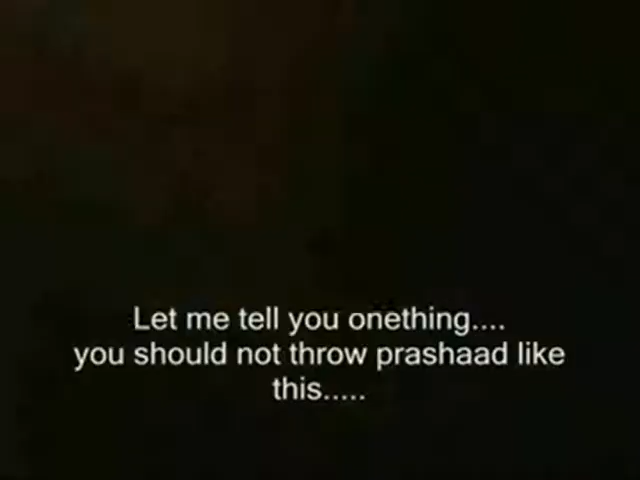 Let me tell you onething....
you should not throw prashaad like
this.....